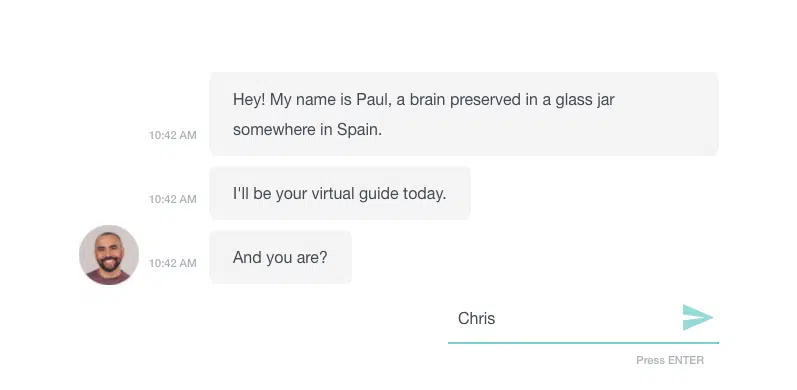 Hey! My name is Paul, a brain preserved in a glass jar
somewhere in Spain.
10:42 AM
I'll be your virtual guide today.
10:42 AM
And you are?
10:42 AM
Chris
Press ENTER